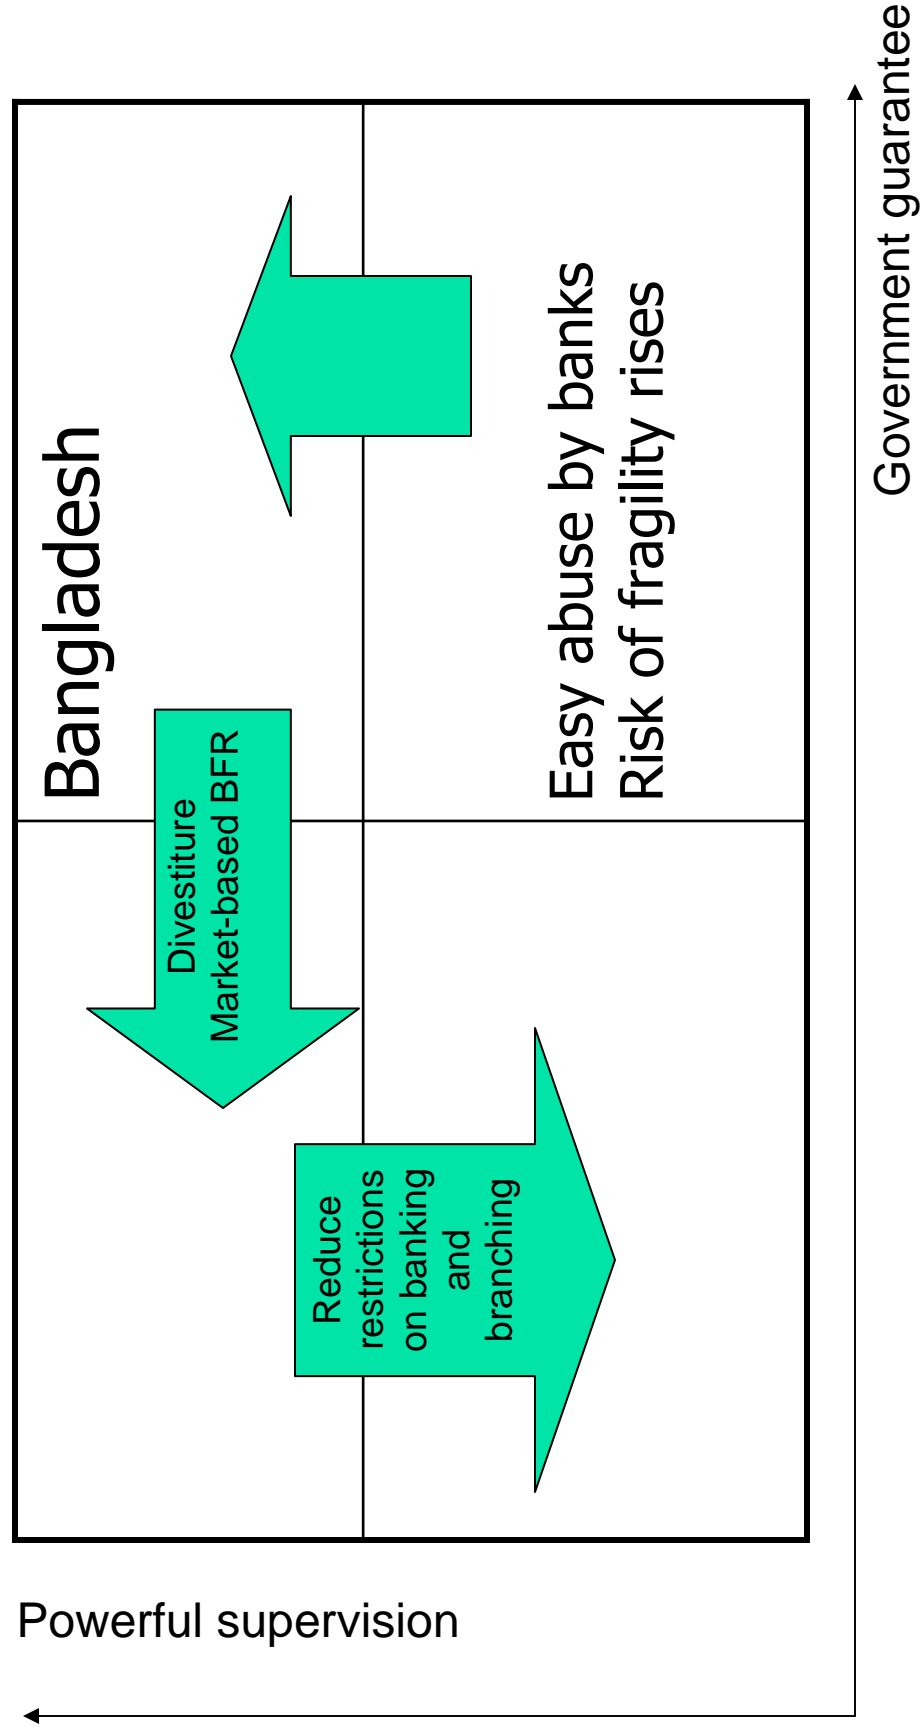 Powerful supervision
Bangladesh
Divestiture
Market-based BFR
Reduce
restrictions
on banking
and
branching
Easy abuse by banks
Risk of fragility rises
Government guarantee